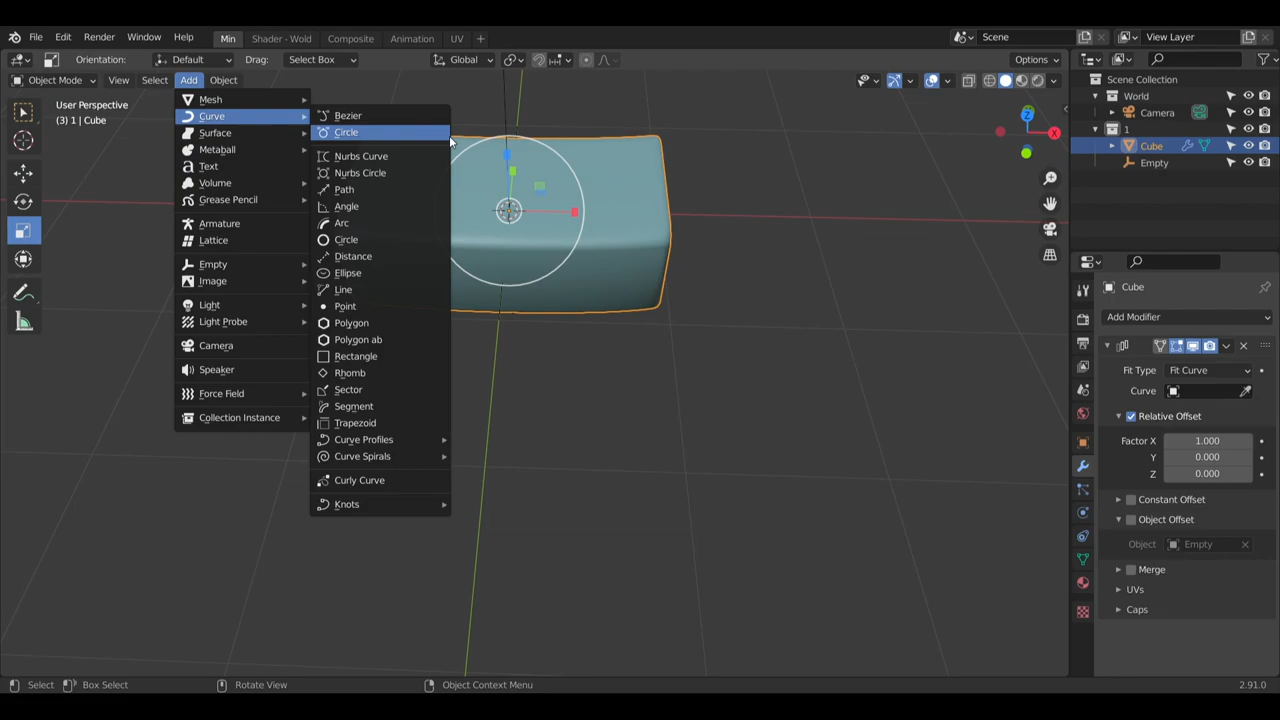 File Edit Render Window Help Min Shader - Wold Composite Animation UV Scene View Layer
Orientation: Default Drag: Select Box Global Options
Object Mode View Select Add Object
User Perspective
(3) 1 | Cube
Mesh
Curve
Surface
Metaball
Text
Volume
Grease Pencil
Armature
Lattice
Empty
Image
Light
Light Probe
Camera
Speaker
Force Field
Collection Instance
Bezier
Circle
Nurbs Curve
Nurbs Circle
Path
Angle
Arc
Circle
Distance
Ellipse
Line
Point
Polygon
Polygon ab
Rectangle
Rhomb
Sector
Segment
Trapezoid
Curve Profiles
Curve Spirals
Curly Curve
Knots
Z
X
Scene Collection
World
Camera
1
Cube
Empty
Cube
Add Modifier
Fit Type Fit Curve
Curve
Relative Offset
Factor X 1.000
Y 0.000
Z 0.000
Constant Offset
Object Offset
Object Empty
Merge
UVs
Caps
Select Box Select Rotate View Object Context Menu 2.91.0